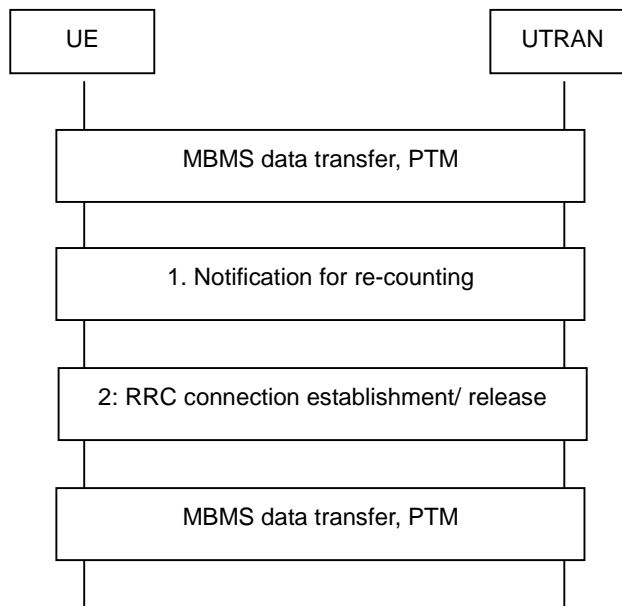 UE
UTRAN
MBMS data transfer, PTM
1. Notification for re-counting
2: RRC connection establishment/ release
MBMS data transfer, PTM